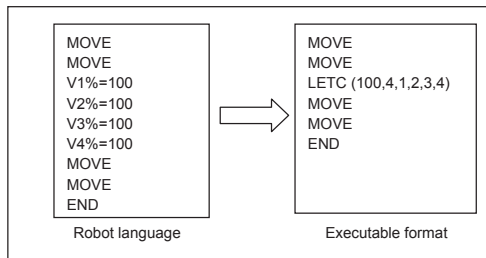 MOVE
MOVE
V1%=100
V2%=100
V3%=100
V4%=100
MOVE
MOVE
END
Robot language
MOVE
MOVE
LETC (100,4,1,2,3,4)
MOVE
MOVE
END
Executable format